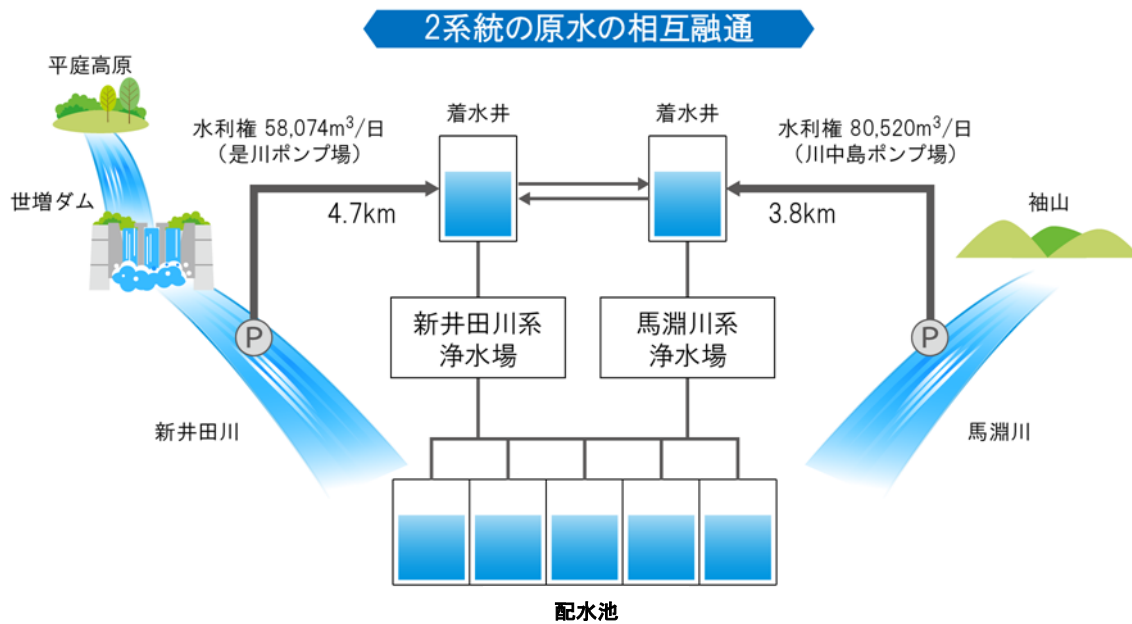 2系統の原水の相互融通
平庭高原
水利権 58,074m³/日
（是川ポンプ場）
着水井
着水井
水利権 80,520m³/日
（川中島ポンプ場）
世増ダム
4.7km
3.8km
袖山
P
新井田川系
浄水場
馬淵川系
浄水場
P
新井田川
馬淵川
配水池